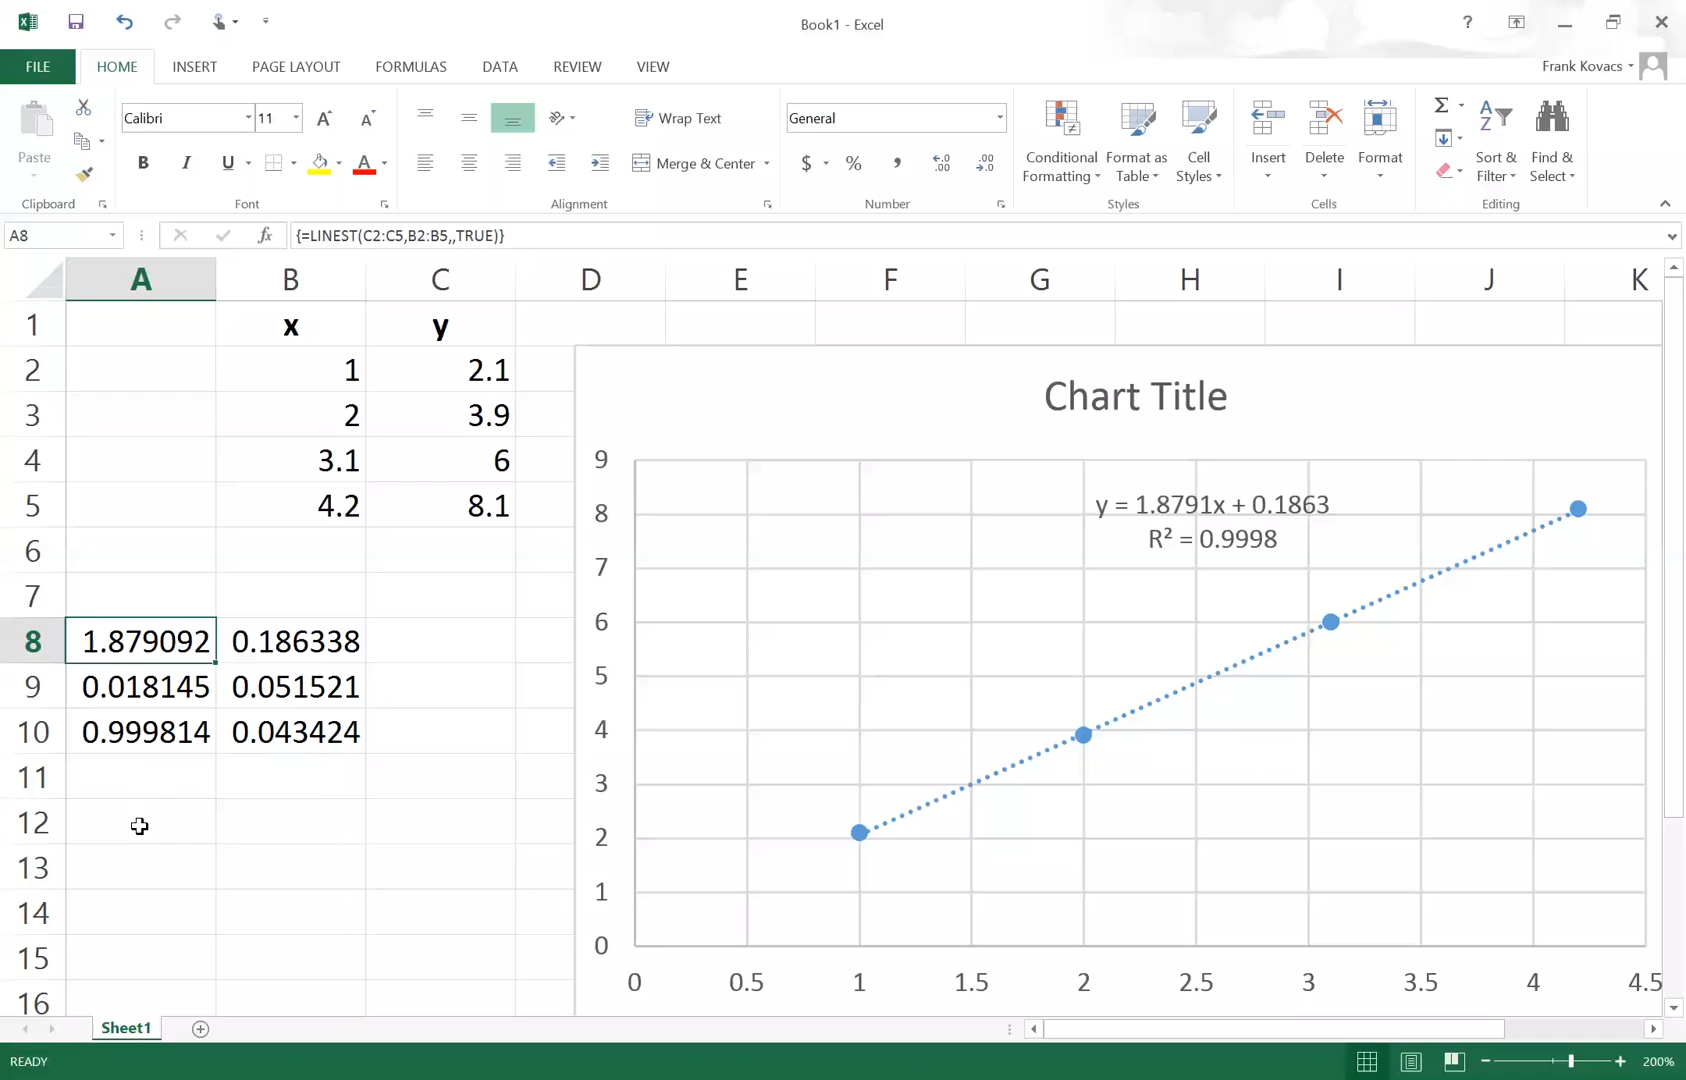 Book1 - Excel
?
FILE HOME INSERT PAGE LAYOUT FORMULAS DATA REVIEW VIEW Frank Kovacs
Paste
Calibri 11
B I U A
Wrap Text
Merge & Center
General
$ % , .0 .00
Conditional Formatting
Format as Table
Cell Styles
Insert
Delete
Format
Sort & Filter
Find & Select
Clipboard Font Alignment Number Styles Cells Editing
A8 fx {=LINEST(C2:C5,B2:B5,,TRUE)}
A B C D E F G H I J K
1 x y
2 1 2.1
3 2 3.9
4 3.1 6
5 4.2 8.1
6
7
8 1.879092 0.186338
9 0.018145 0.051521
10 0.999814 0.043424
11
12
13
14
15
16
Chart Title
y = 1.8791x + 0.1863
R² = 0.9998
9
8
7
6
5
4
3
2
1
0
0 0.5 1 1.5 2 2.5 3 3.5 4 4.5
Sheet1
READY 200%